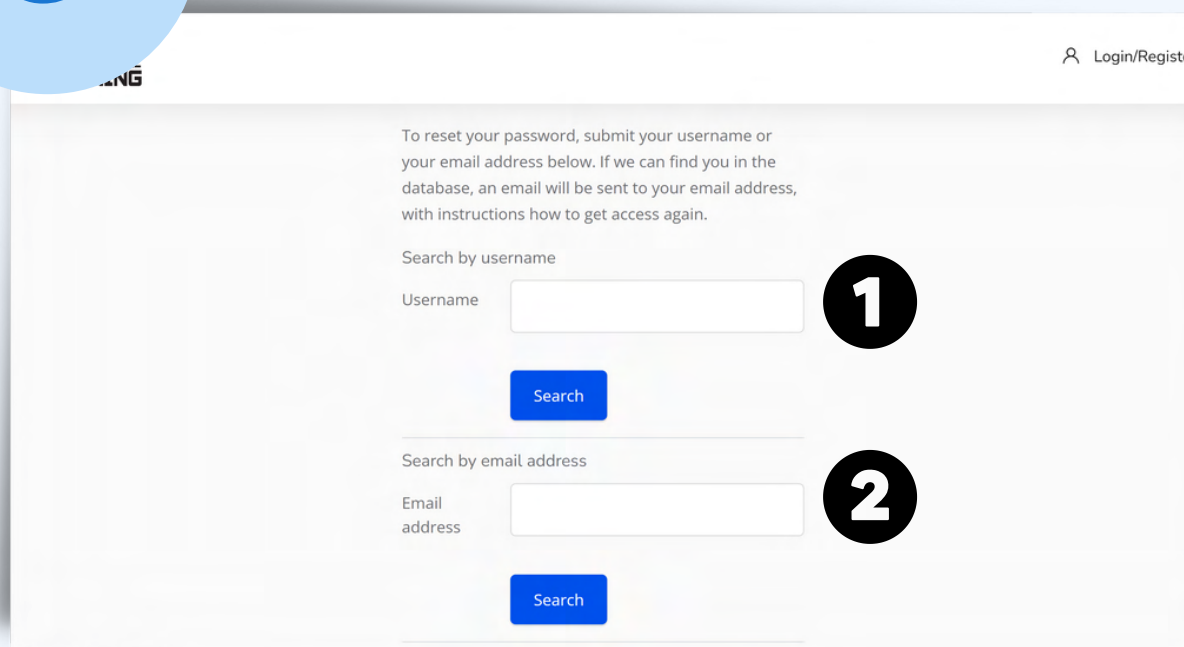 Login/Regist
To reset your password, submit your username or
your email address below. If we can find you in the
database, an email will be sent to your email address,
with instructions how to get access again.
Search by username
Username
1
Search
Search by email address
Email
address
2
Search